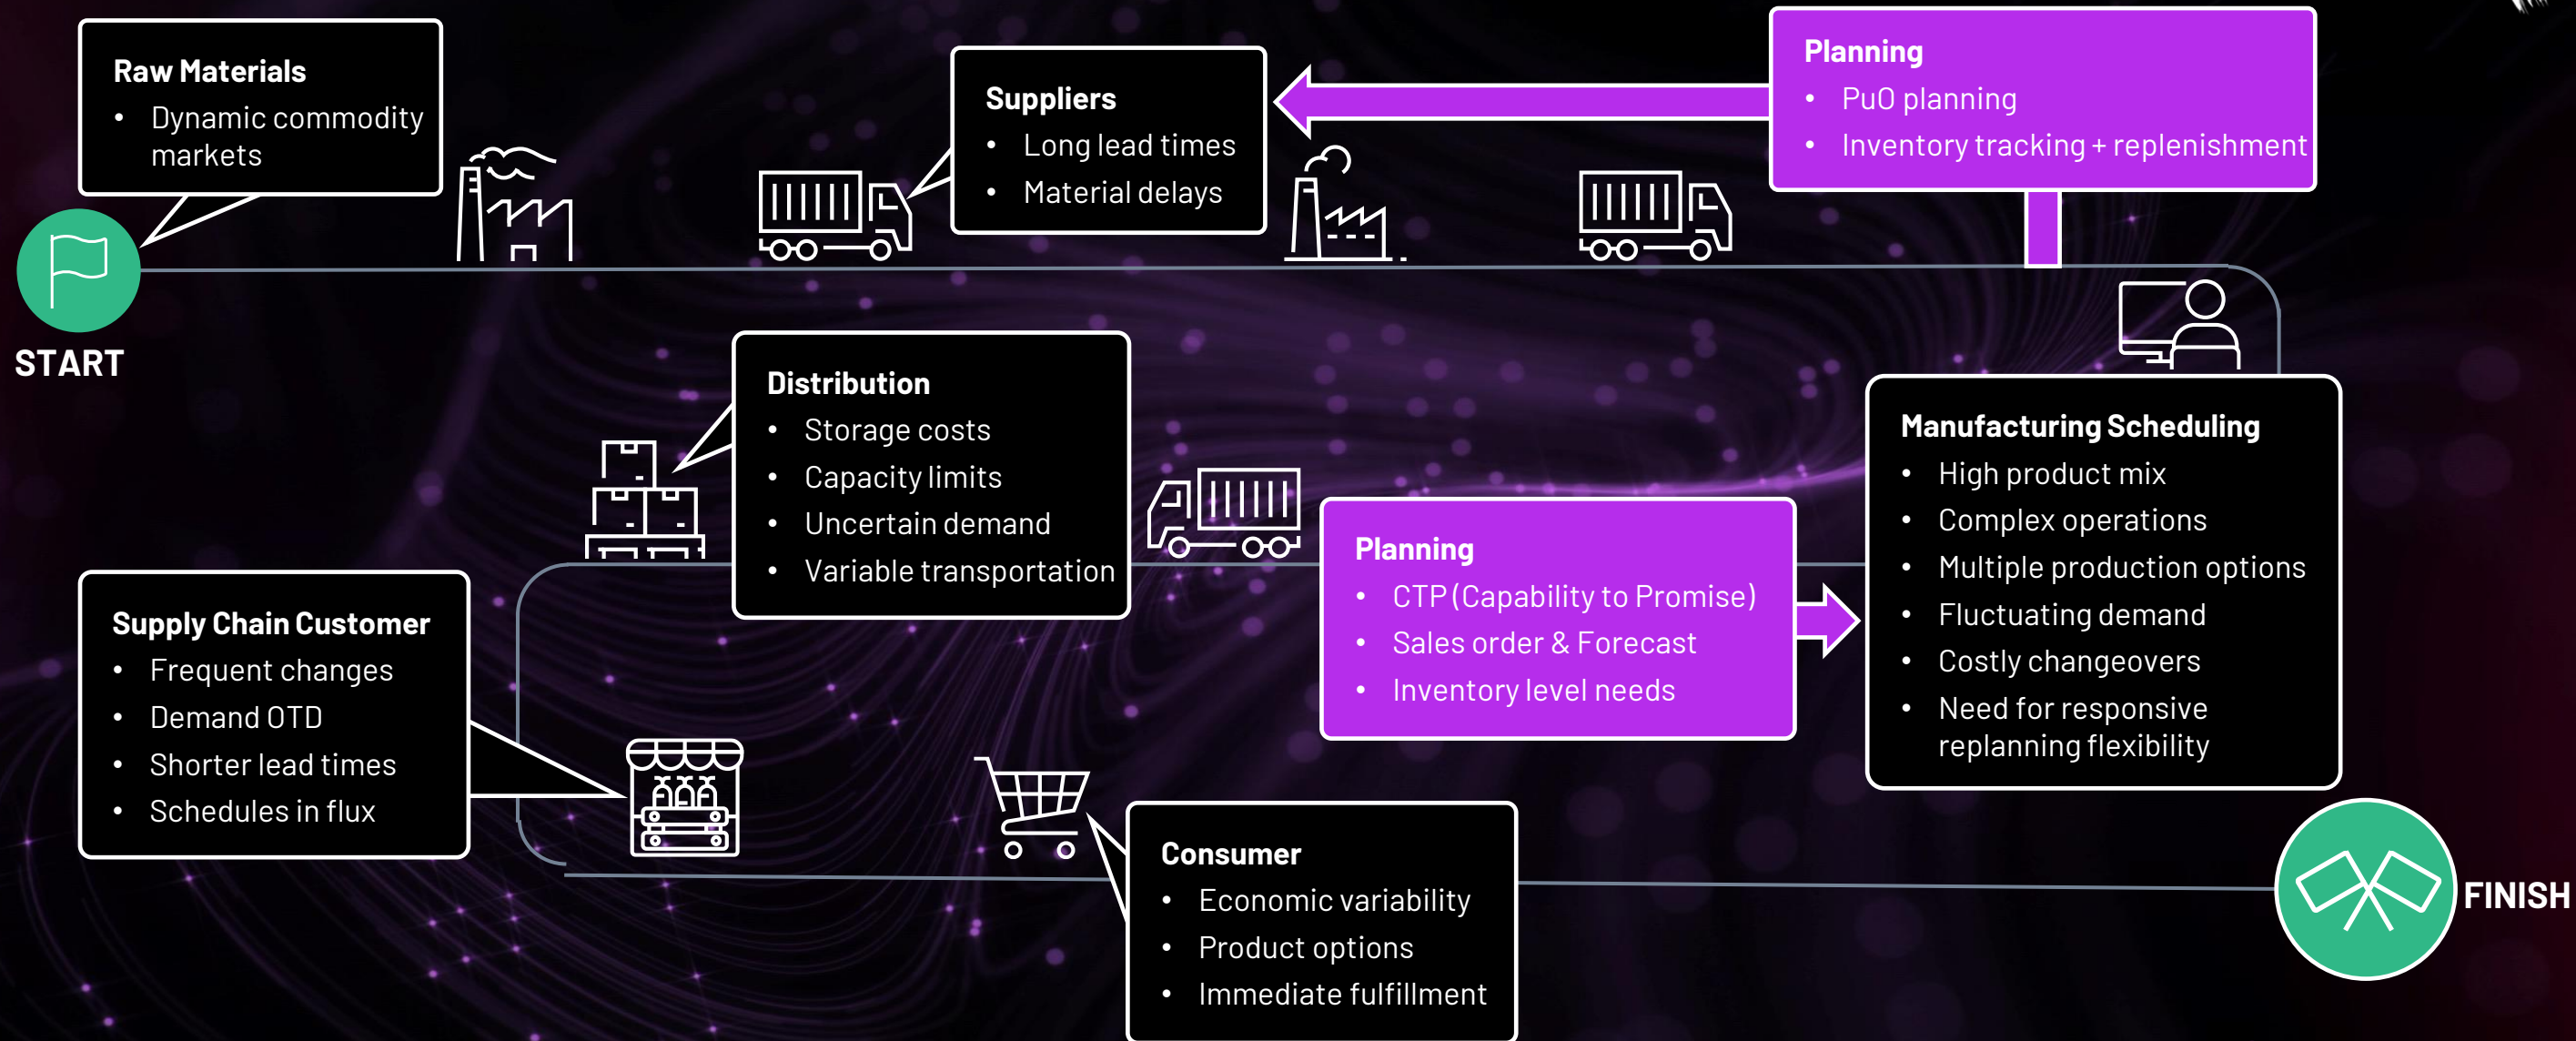 Raw Materials
• Dynamic commodity
markets
START
Suppliers
• Long lead times
• Material delays
Planning
• PuO planning
• Inventory tracking + replenishment
Manufacturing Scheduling
• High product mix
• Complex operations
• Multiple production options
• Fluctuating demand
• Costly changeovers
• Need for responsive
replanning flexibility
Planning
• CTP (Capability to Promise)
• Sales order & Forecast
• Inventory level needs
Distribution
• Storage costs
• Capacity limits
• Uncertain demand
• Variable transportation
Supply Chain Customer
• Frequent changes
• Demand OTD
• Shorter lead times
• Schedules in flux
Consumer
• Economic variability
• Product options
• Immediate fulfillment
FINISH